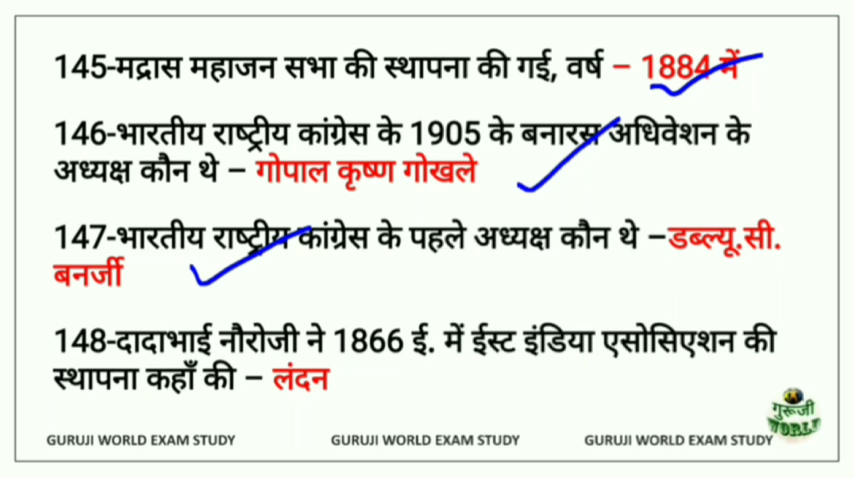 145-मद्रास महाजन सभा की स्थापना की गई, वर्ष – 1884 में
146-भारतीय राष्ट्रीय कांग्रेस के 1905 के बनारस अधिवेशन के
अध्यक्ष कौन थे – गोपाल कृष्ण गोखले
147-भारतीय राष्ट्रीय कांग्रेस के पहले अध्यक्ष कौन थे –डब्ल्यू.सी.
बनर्जी
148-दादाभाई नौरोजी ने 1866 ई. में ईस्ट इंडिया एसोसिएशन की
स्थापना कहाँ की – लंदन
गुरूजी
WORLD
GURUJI WORLD EXAM STUDY GURUJI WORLD EXAM STUDY GURUJI WORLD EXAM STUDY